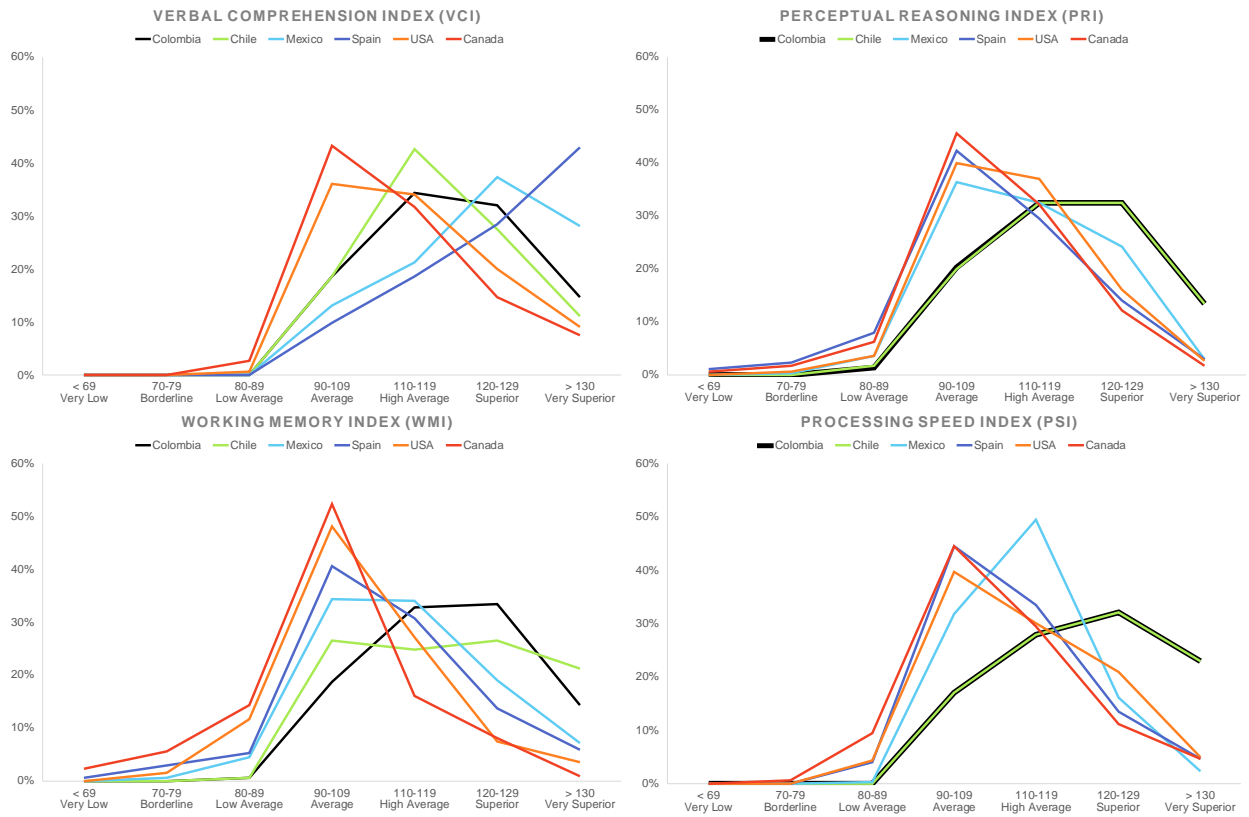 VERBAL COMPREHENSION INDEX (VCI)
Colombia Chile Mexico Spain USA Canada
60%
50%
40%
30%
20%
10%
0%
< 69 70-79 80-89 90-109 110-119 120-129 > 130
Very Low Borderline Low Average Average High Average Superior Very Superior
PERCEPTUAL REASONING INDEX (PRI)
Colombia Chile Mexico Spain USA Canada
60%
50%
40%
30%
20%
10%
0%
< 69 70-79 80-89 90-109 110-119 120-129 > 130
Very Low Borderline Low Average Average High Average Superior Very Superior
WORKING MEMORY INDEX (WMI)
Colombia Chile Mexico Spain USA Canada
60%
50%
40%
30%
20%
10%
0%
< 69 70-79 80-89 90-109 110-119 120-129 > 130
Very Low Borderline Low Average Average High Average Superior Very Superior
PROCESSING SPEED INDEX (PSI)
Colombia Chile Mexico Spain USA Canada
60%
50%
40%
30%
20%
10%
0%
< 69 70-79 80-89 90-109 110-119 120-129 > 130
Very Low Borderline Low Average Average High Average Superior Very Superior